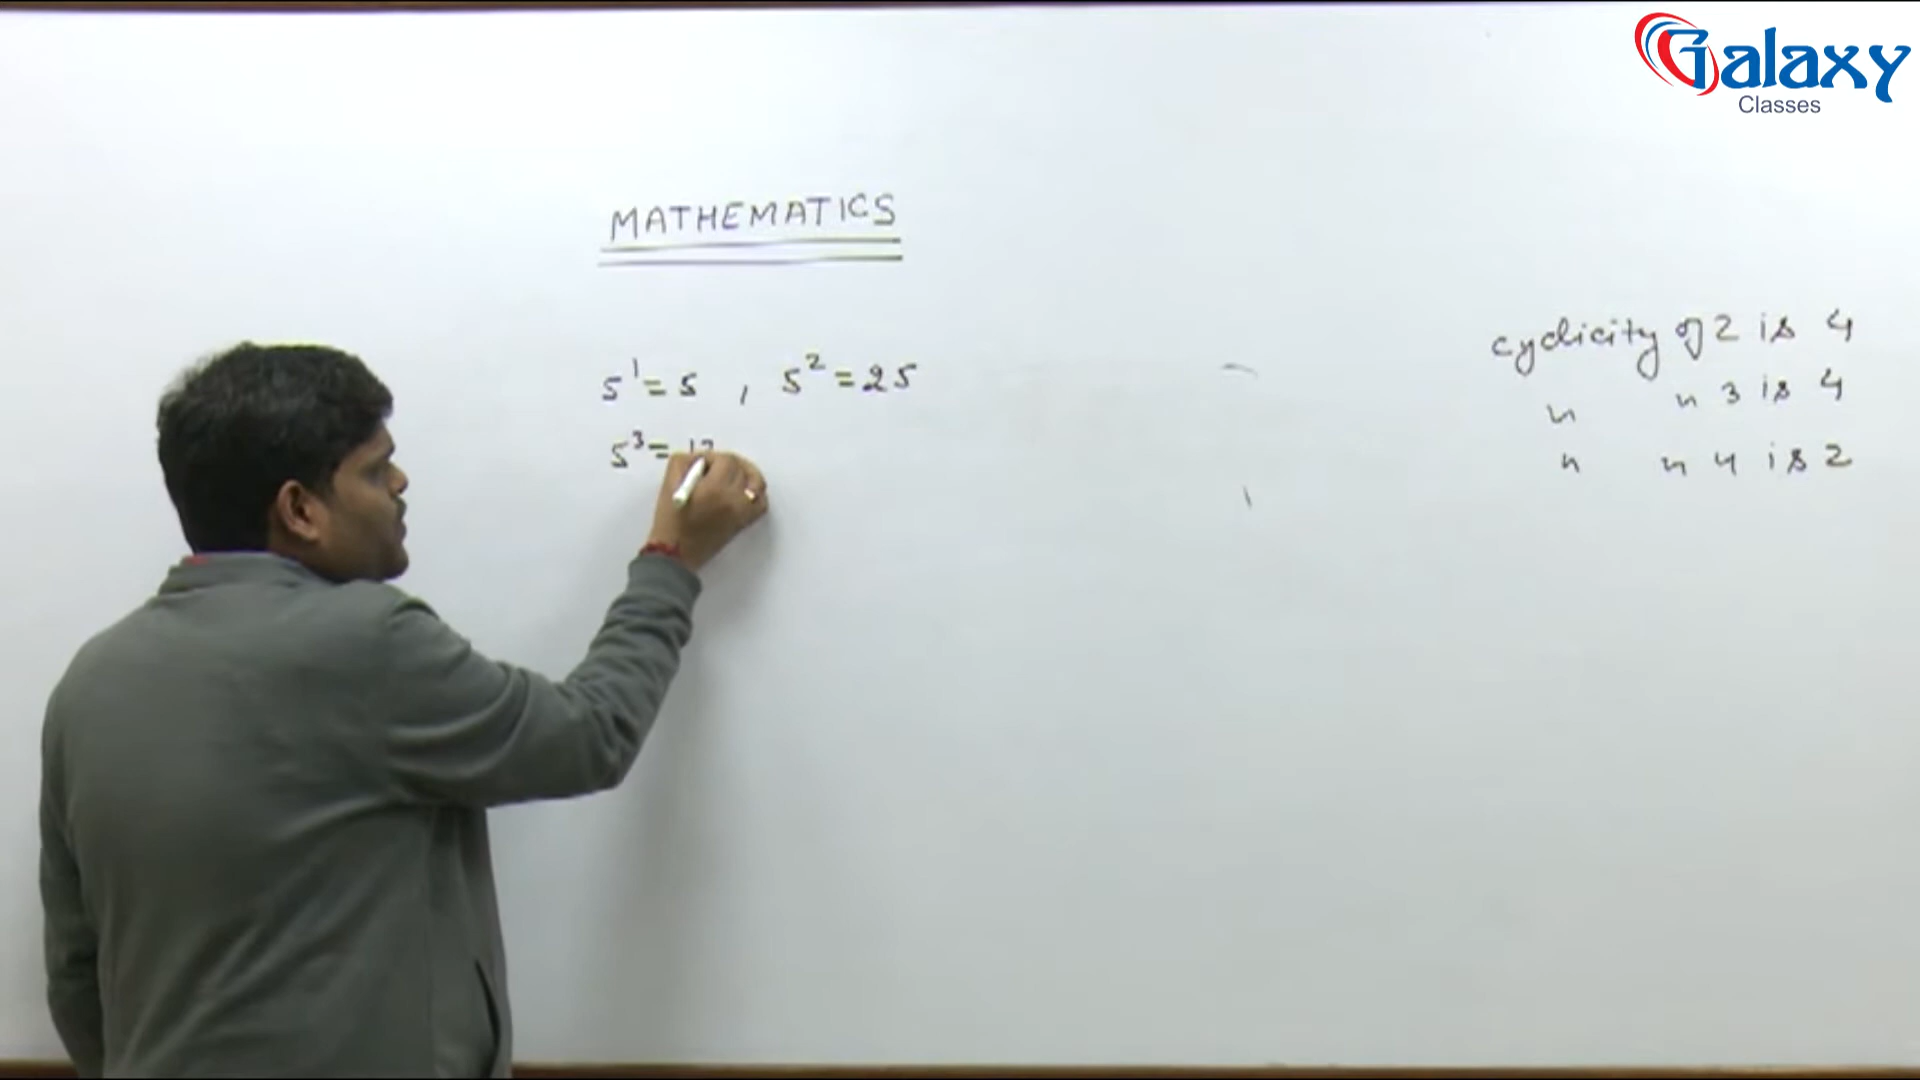 Galaxy
Classes
MATHEMATICS
5¹ = 5 , 5² = 25
5³ = 12
cyclicity of 2 is 4
" " 3 is 4
" " 4 is 2